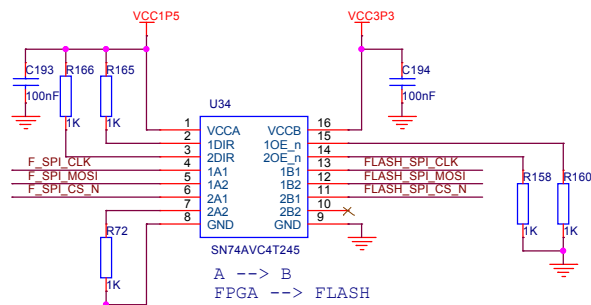 VCC1P5
VCC3P3
C193
R166
R165
C194
100nF
100nF
U34
1K
1K
1
VCCA
VCCB
16
2
1DIR
1OE_n
15
3
2DIR
2OE_n
14
F_SPI_CLK
4
1A1
1B1
13
FLASH_SPI_CLK
F_SPI_MOSI
5
1A2
1B2
12
FLASH_SPI_MOSI
F_SPI_CS_N
6
2A1
2B1
11
FLASH_SPI_CS_N
7
2A2
2B2
10
8
GND
GND
9
R158
R160
1K
1K
R72
1K
SN74AVC4T245
A --> B
FPGA --> FLASH